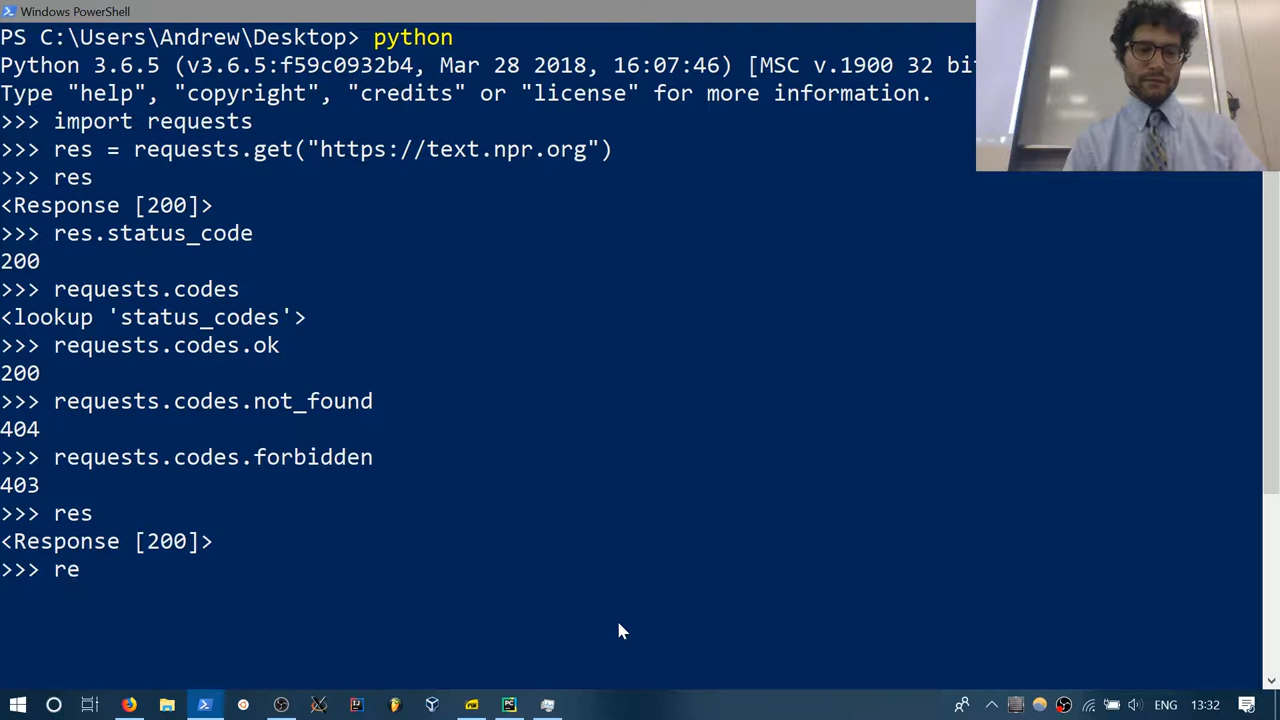 Windows PowerShell
PS C:\Users\Andrew\Desktop> python
Python 3.6.5 (v3.6.5:f59c0932b4, Mar 28 2018, 16:07:46) [MSC v.1900 32 bi
Type "help", "copyright", "credits" or "license" for more information.
>>> import requests
>>> res = requests.get("https://text.npr.org")
>>> res
<Response [200]>
>>> res.status_code
200
>>> requests.codes
<lookup 'status_codes'>
>>> requests.codes.ok
200
>>> requests.codes.not_found
404
>>> requests.codes.forbidden
403
>>> res
<Response [200]>
>>> re
ENG 13:32